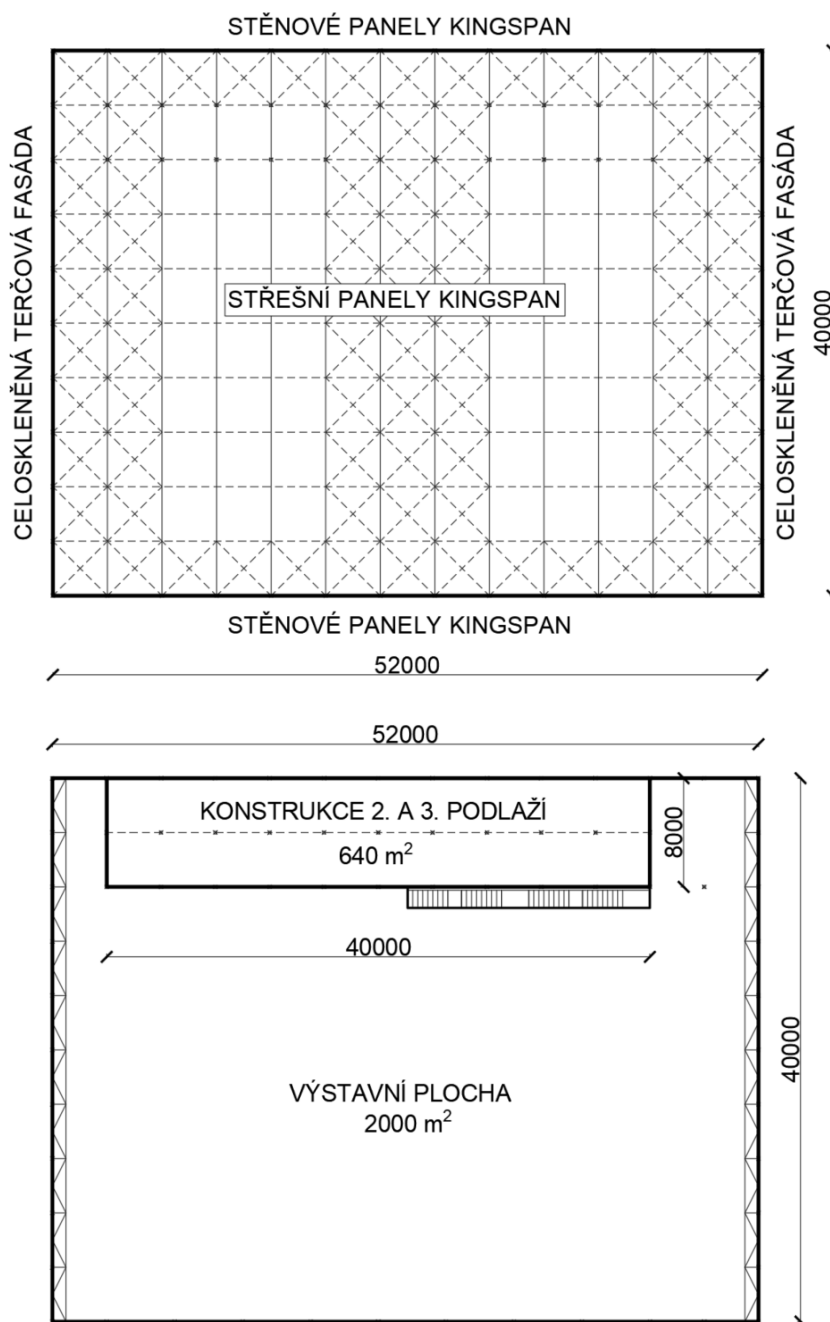 STĚNOVÉ PANELY KINGSPAN
CELOSKLENĚNÁ TERČOVÁ FASÁDA
STŘEŠNÍ PANELY KINGSPAN
CELOSKLENĚNÁ TERČOVÁ FASÁDA
40000
STĚNOVÉ PANELY KINGSPAN
52000
52000
KONSTRUKCE 2. A 3. PODLAŽÍ
640 m²
8000
40000
40000
VÝSTAVNÍ PLOCHA
2000 m²